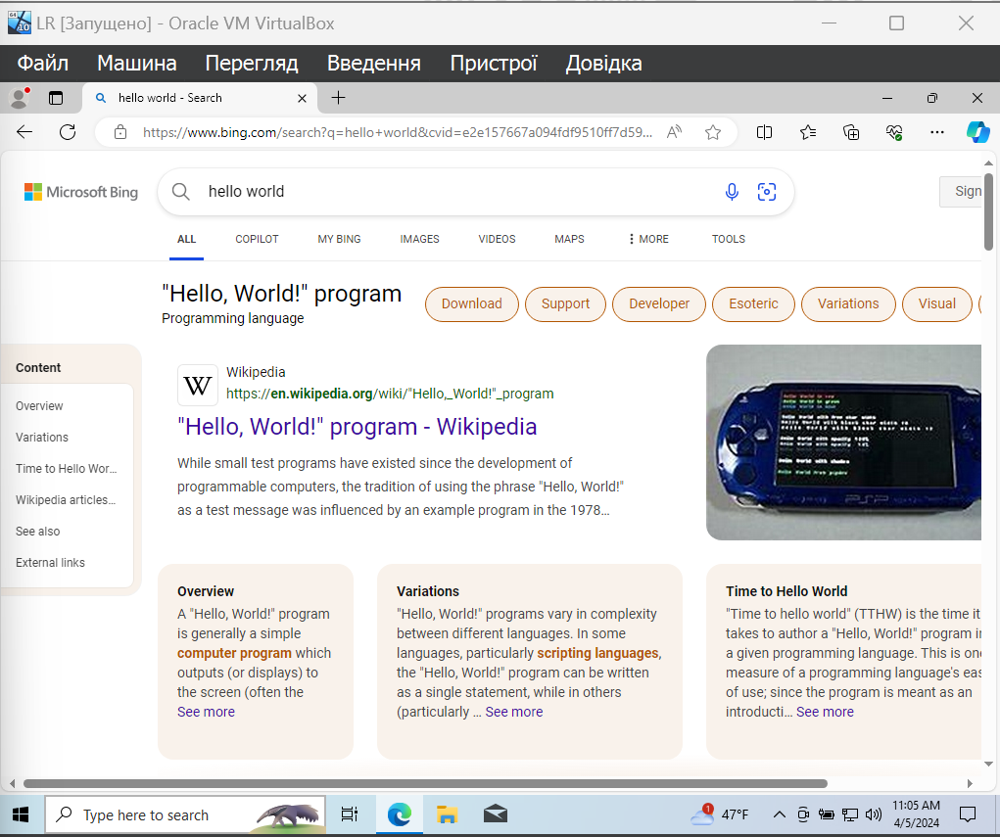 LR [Запущено] - Oracle VM VirtualBox
Файл Машина Перегляд Введення Пристрої Довідка
hello world - Search
https://www.bing.com/search?q=hello+world&cvid=e2e157667a094fdf9510ff7d59...
Microsoft Bing
hello world
Sign
ALL COPILOT MY BING IMAGES VIDEOS MAPS MORE TOOLS
"Hello, World!" program
Programming language
Download Support Developer Esoteric Variations Visual
Content
Overview
Variations
Time to Hello Wor...
Wikipedia articles...
See also
External links
W
Wikipedia
https://en.wikipedia.org/wiki/"Hello,_World!"_program
"Hello, World!" program - Wikipedia
While small test programs have existed since the development of
programmable computers, the tradition of using the phrase "Hello, World!"
as a test message was influenced by an example program in the 1978…
SONY
PSP
Overview
A "Hello, World!" program
is generally a simple
computer program which
outputs (or displays) to
the screen (often the
See more
Variations
"Hello, World!" programs vary in complexity
between different languages. In some
languages, particularly scripting languages,
the "Hello, World!" program can be written
as a single statement, while in others
(particularly … See more
Time to Hello World
"Time to hello world" (TTHW) is the time it
takes to author a "Hello, World!" program i
a given programming language. This is one
measure of a programming language's eas
of use; since the program is meant as an
introducti… See more
Type here to search
1
47°F
11:05 AM
4/5/2024